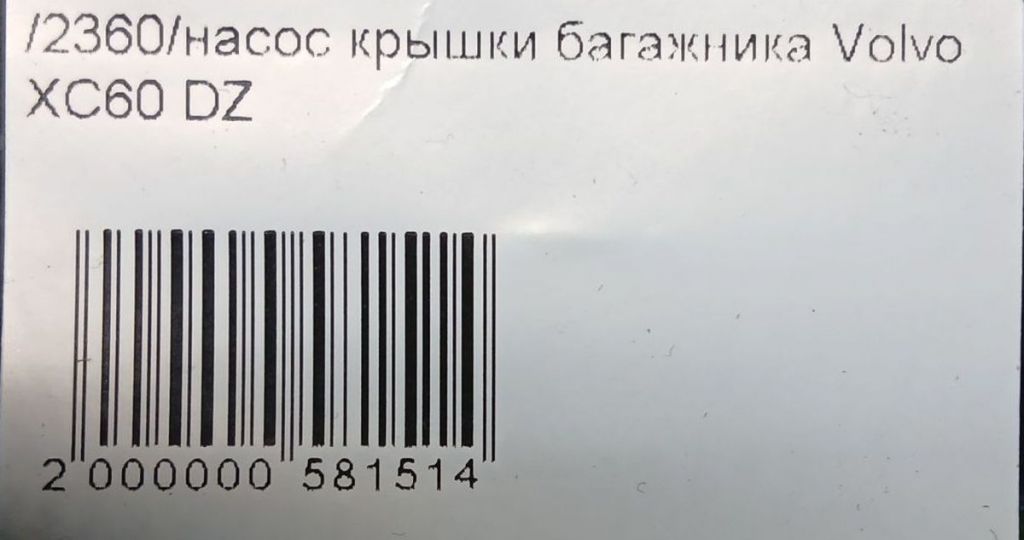 /2360/насос крышки багажника Volvo
XC60 DZ
2 000000 581514